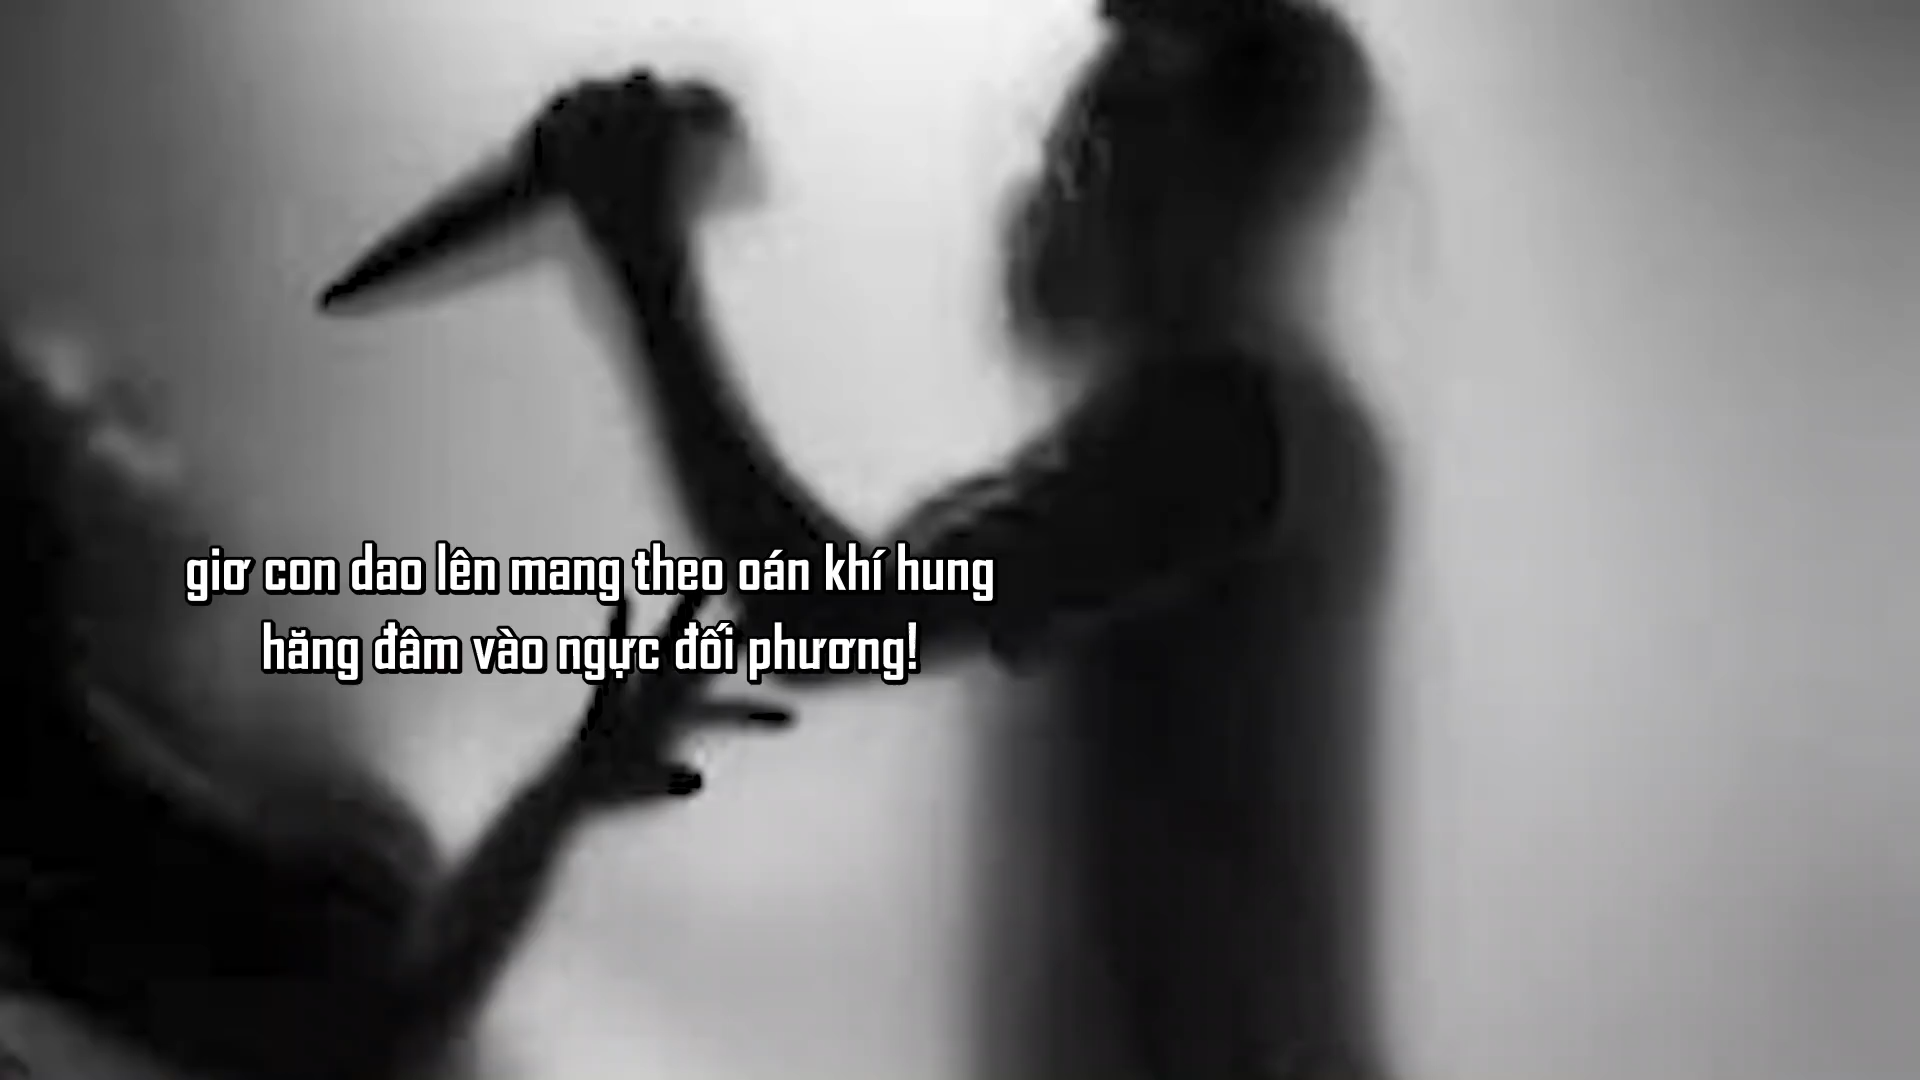 giơ con dao lên mang theo oán khí hung
hăng đâm vào ngực đối phương!